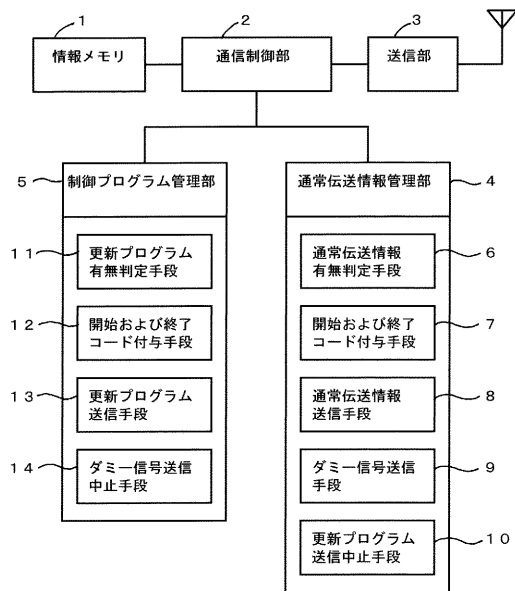 1
2
3
情報メモリ
通信制御部
送信部
5
制御プログラム管理部
通常伝送情報管理部
4
11
更新プログラム
有無判定手段
通常伝送情報
有無判定手段
6
12
開始および終了
コード付与手段
開始および終了
コード付与手段
7
13
更新プログラム
送信手段
通常伝送情報
送信手段
8
14
ダミー信号送信
中止手段
ダミー信号送信
手段
9
更新プログラム
送信中止手段
10